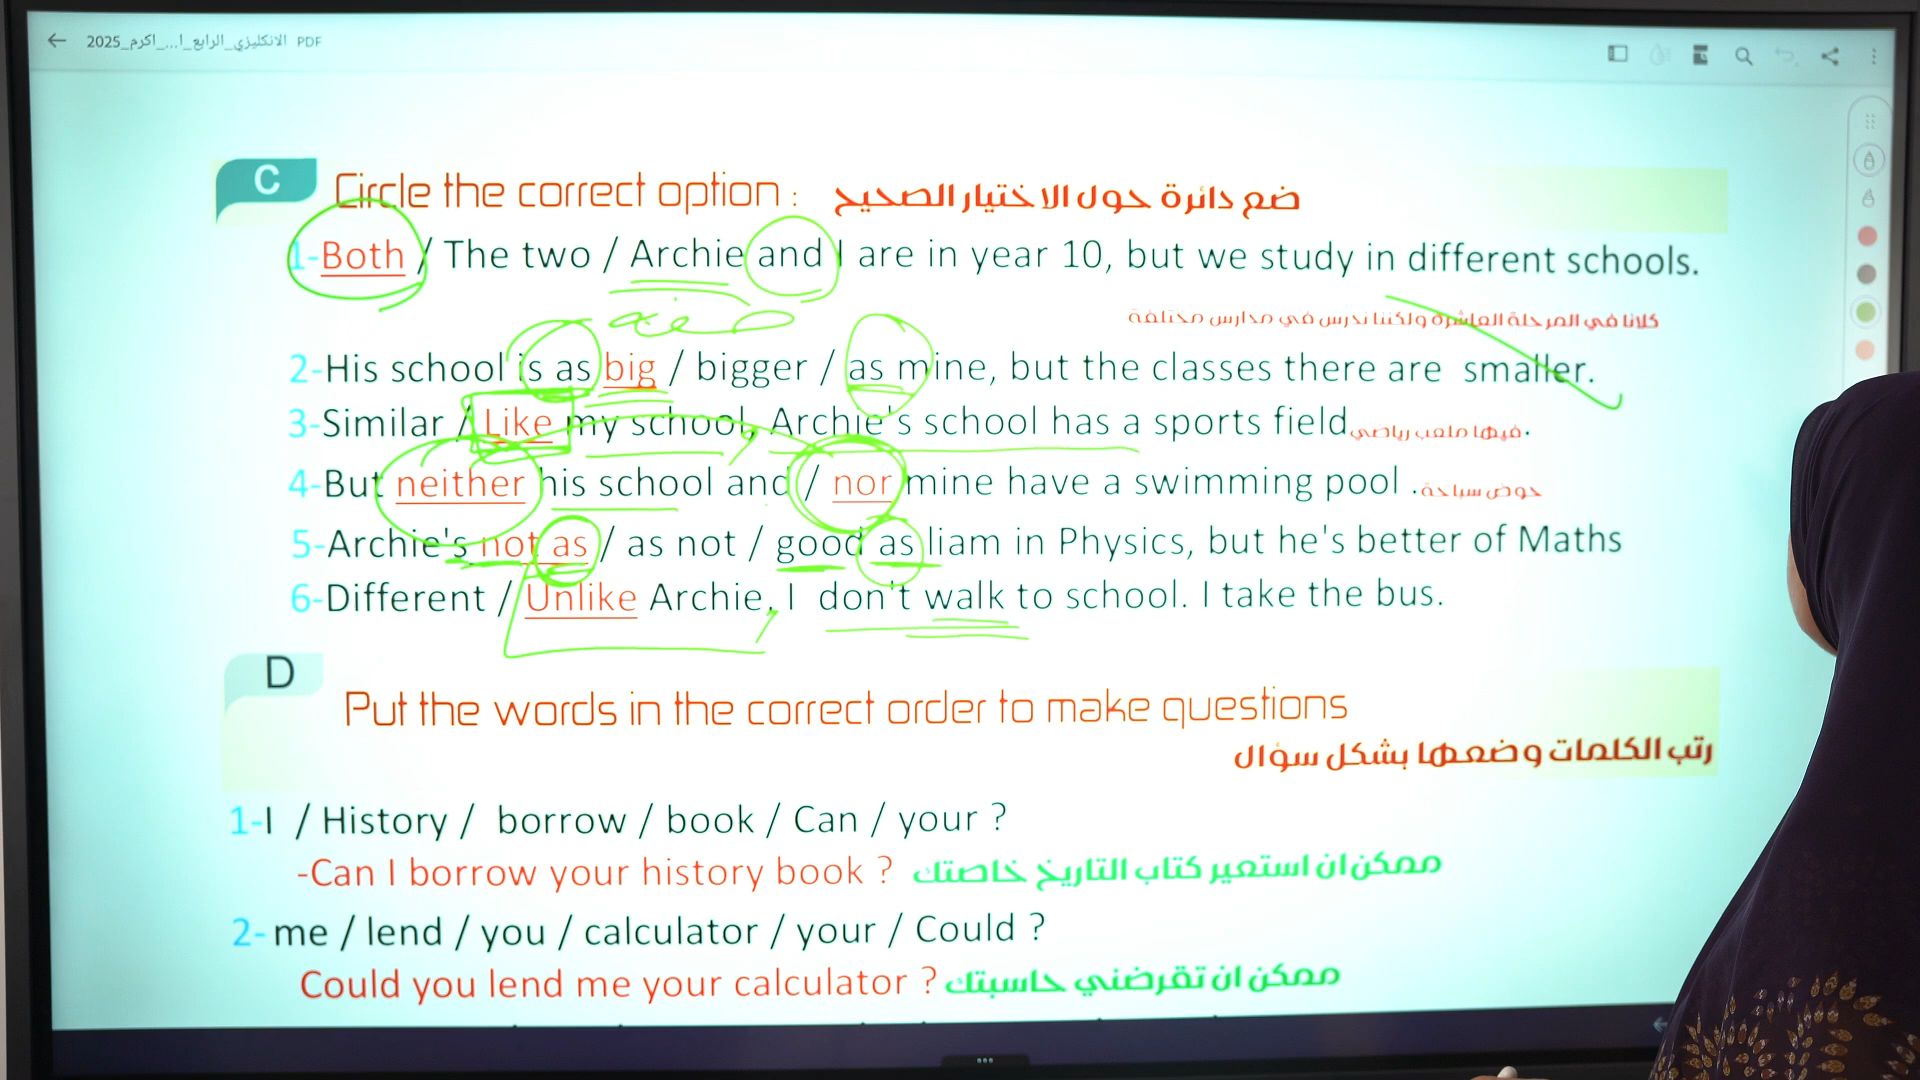 الانكليزي_الرابع_ا..._اكرم_2025 PDF
C Circle the correct option : ضع دائرة حول الاختيار الصحيح
1-Both / The two / Archie and I are in year 10, but we study in different schools.
كلانا في المرحلة العاشرة ولكننا ندرس في مدارس مختلفة
صفة
2-His school is as big / bigger / as mine, but the classes there are smaller.
3-Similar / Like my school, Archie's school has a sports field فيها ملعب رياضي.
4-But neither his school and / nor mine have a swimming pool . حوض سباحة
5-Archie's not as / as not / good as liam in Physics, but he's better of Maths
6-Different / Unlike Archie, I don't walk to school. I take the bus.
D
Put the words in the correct order to make questions
رتب الكلمات وضعها بشكل سؤال
1-I / History / borrow / book / Can / your ?
-Can I borrow your history book ? ممكن ان استعير كتاب التاريخ خاصتك
2- me / lend / you / calculator / your / Could ?
Could you lend me your calculator ? ممكن ان تقرضني حاسبتك